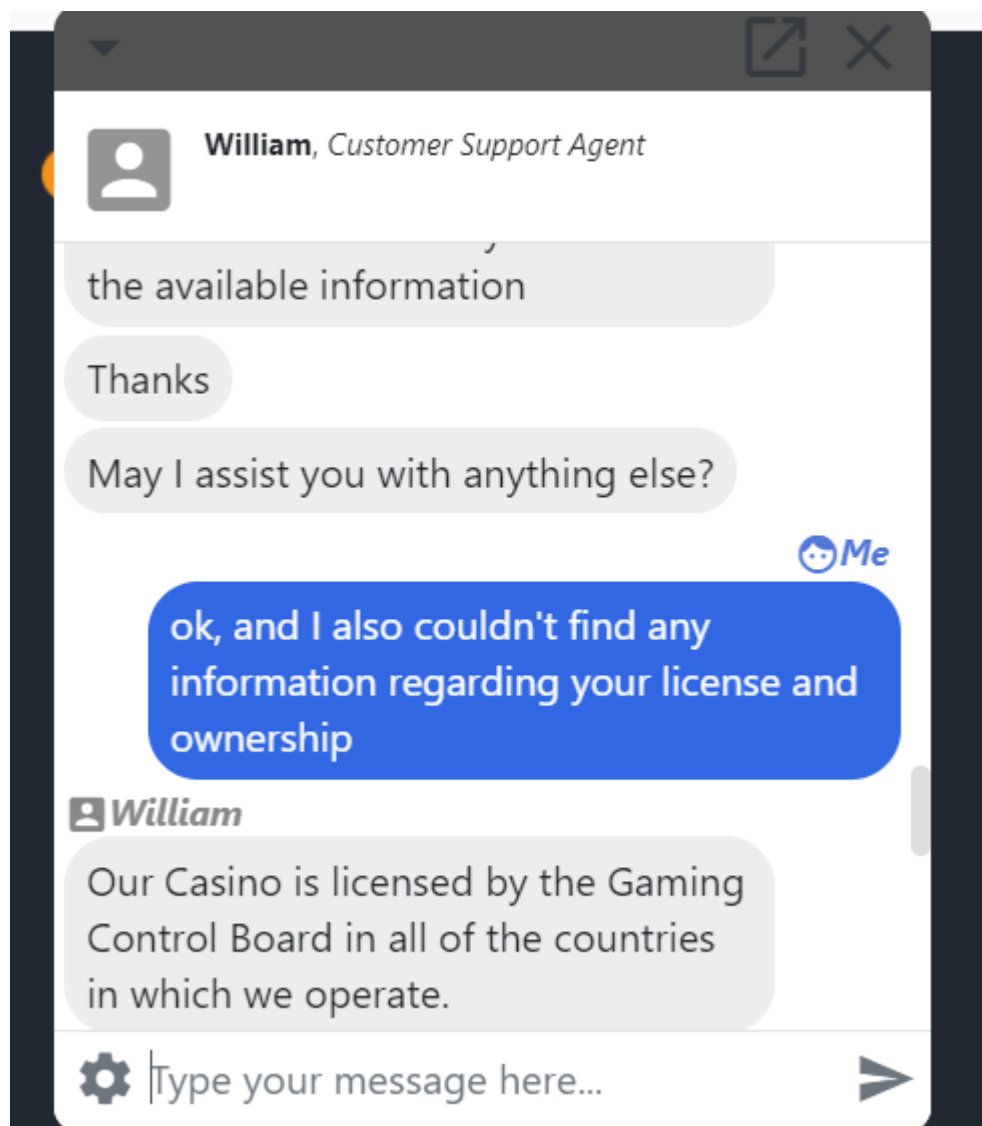 William, Customer Support Agent
the available information
Thanks
May I assist you with anything else?
Me
ok, and I also couldn't find any
information regarding your license and
ownership
William
Our Casino is licensed by the Gaming
Control Board in all of the countries
in which we operate.
Type your message here...